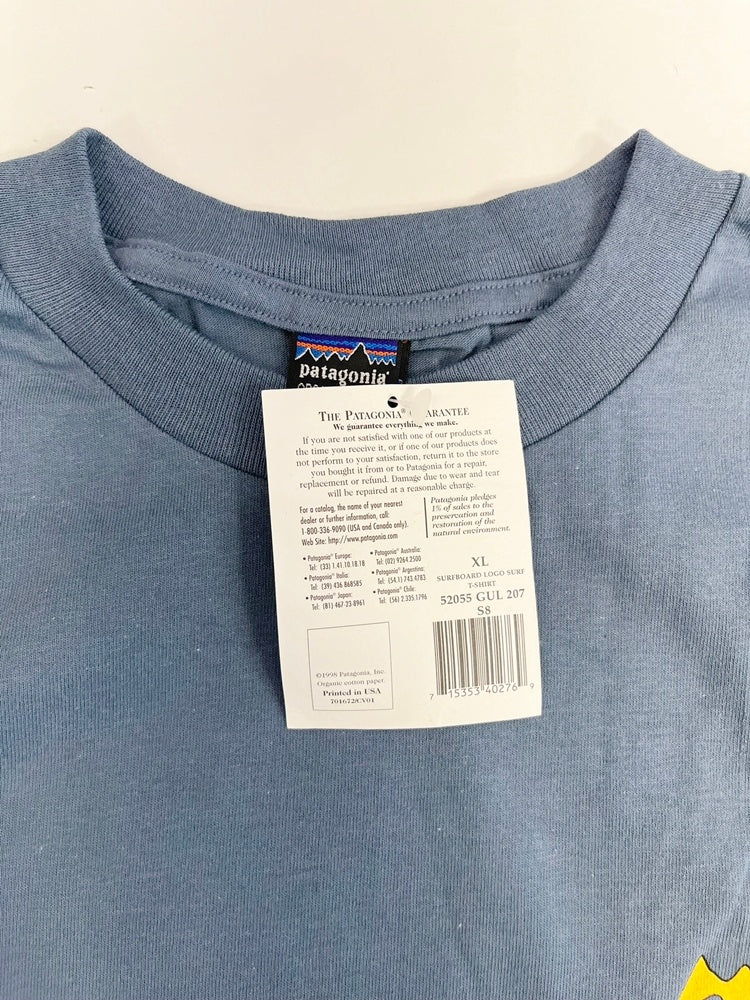 patagonia®
THE PATAGONIA® GUARANTEE
We guarantee everything we make.
If you are not satisfied with one of our products at
the time you receive it, or if one of our products does
not perform to your satisfaction, return it to the store
you bought it from or to Patagonia for a repair,
replacement or refund. Damage due to wear and tear
will be repaired at a reasonable charge.
For a catalog, the name of your nearest
dealer or further information, call:
1-800-336-9090 (USA and Canada only).
Web Site: http://www.patagonia.com
Patagonia pledges
1% of sales to the
preservation and
restoration of the
natural environment.
• Patagonia® Europe:
Tel: (33) 1.41.10.18.18
• Patagonia® Italia:
Tel: (39) 436 868585
• Patagonia® Japan:
Tel: (81) 467-23-8961
• Patagonia® Australia:
Tel: (02) 9264.2500
• Patagonia® Argentina:
Tel: (54.1) 743.4783
• Patagonia® Chile:
Tel: (56) 2.335.1796
XL
SURFBOARD LOGO SURF
T-SHIRT
52055 GUL 207
S8
©1998 Patagonia, Inc.
Organic cotton paper.
Printed in USA
701672/CV01
7 15353 40276 9